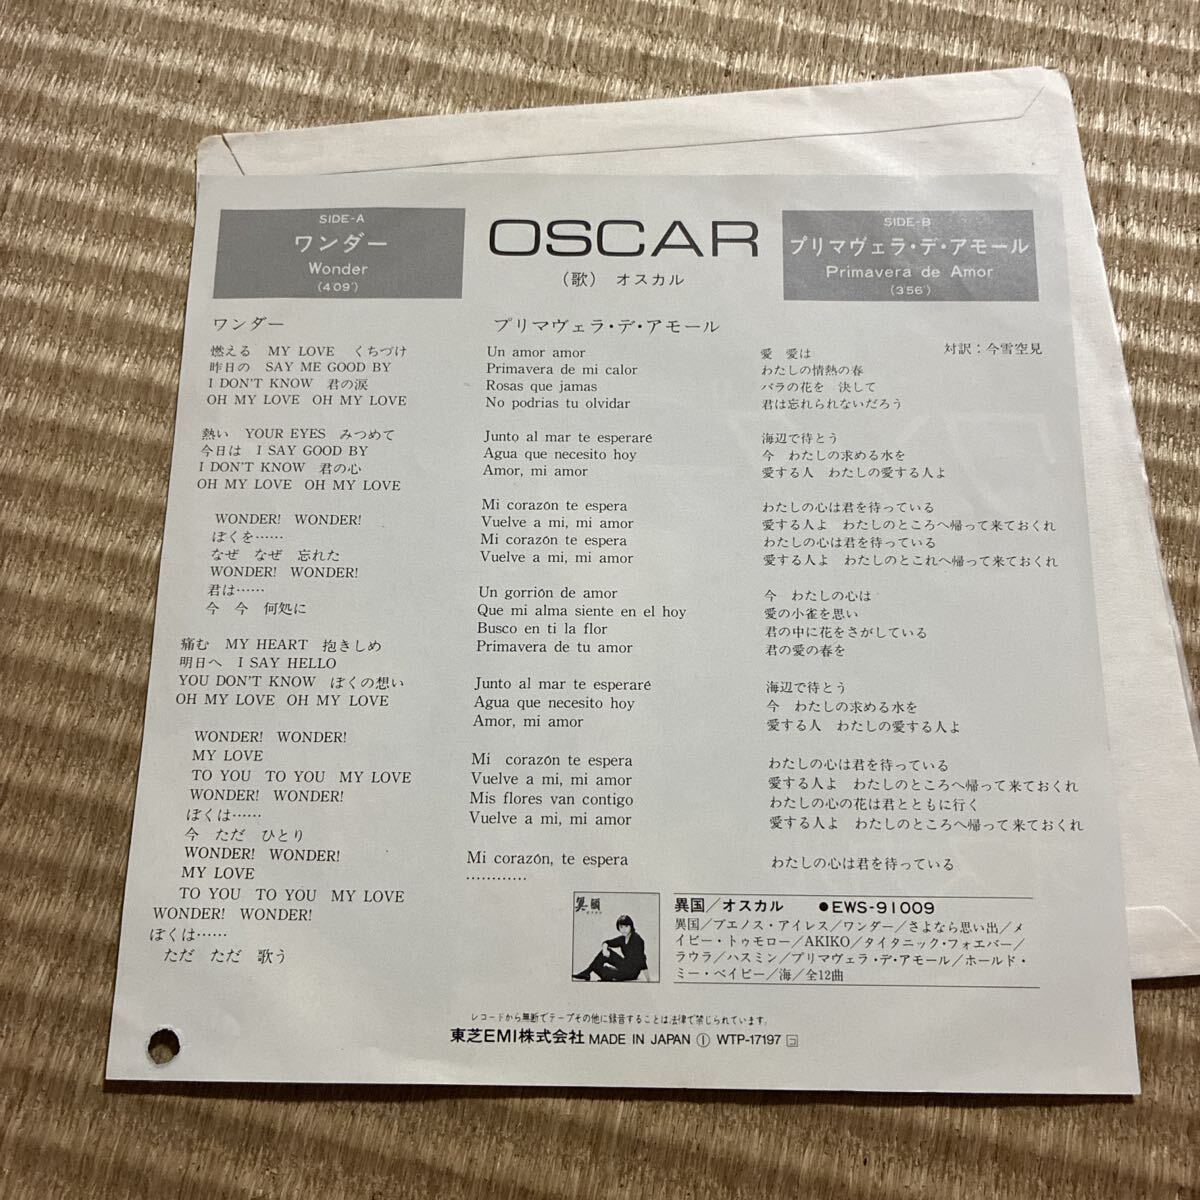 SIDE-A
ワンダー
Wonder
(4'09")
OSCAR
(歌) オスカル
SIDE-B
プリマヴェラ・デ・アモール
Primavera de Amor
(3'56")
ワンダー
燃える MY LOVE くちづけ
昨日の SAY ME GOOD BY
I DON'T KNOW 君の涙
OH MY LOVE OH MY LOVE
熱い YOUR EYES みつめて
今日は I SAY GOOD BY
I DON'T KNOW 君の心
OH MY LOVE OH MY LOVE
WONDER! WONDER!
ぼくを……
なぜ なぜ 忘れた
WONDER! WONDER!
君は……
今 今 何処に
痛む MY HEART 抱きしめ
明日へ I SAY HELLO
YOU DON'T KNOW ぼくの想い
OH MY LOVE OH MY LOVE
WONDER! WONDER!
MY LOVE
TO YOU TO YOU MY LOVE
WONDER! WONDER!
ぼくは……
今 ただ ひとり
WONDER! WONDER!
MY LOVE
TO YOU TO YOU MY LOVE
WONDER! WONDER!
ぼくは……
ただ ただ 歌う
プリマヴェラ・デ・アモール
Un amor amor
Primavera de mi calor
Rosas que jamas
No podrias tu olvidar
Junto al mar te esperaré
Agua que necesito hoy
Amor, mi amor
Mi corazón te espera
Vuelve a mi, mi amor
Mi corazón te espera
Vuelve a mi, mi amor
Un gorrión de amor
Que mi alma siente en el hoy
Busco en ti la flor
Primavera de tu amor
Junto al mar te esperaré
Agua que necesito hoy
Amor, mi amor
Mi corazón te espera
Vuelve a mi, mi amor
Mis flores van contigo
Vuelve a mi, mi amor
Mi corazón, te espera
…………
対訳：今雪空見
愛 愛は
わたしの情熱の春
バラの花を 決して
君は忘れられないだろう
海辺で待とう
今 わたしの求める水を
愛する人 わたしの愛する人よ
わたしの心は君を待っている
愛する人よ わたしのところへ帰って来ておくれ
わたしの心は君を待っている
愛する人よ わたしのとこれへ帰って来ておくれ
今 わたしの心は
愛の小雀を思い
君の中に花をさがしている
君の愛の春を
海辺で待とう
今 わたしの求める水を
愛する人 わたしの愛する人よ
わたしの心は君を待っている
愛する人よ わたしのところへ帰って来ておくれ
わたしの心の花は君とともに行く
愛する人よ わたしのところへ帰って来ておくれ
わたしの心は君を待っている
異国
異国/オスカル ●EWS-91009
異国/ブエノス・アイレス/ワンダー/さよなら思い出/メ
イビー・トゥモロー/AKIKO/タイタニック・フォエバー/
ラウラ/ハスミン/プリマヴェラ・デ・アモール/ホールド・
ミー・ベイビー/海/全12曲
レコードから無断でテープその他に録音することは法律で禁じられています。
東芝EMI株式会社 MADE IN JAPAN Ⓘ WTP-17197 コ